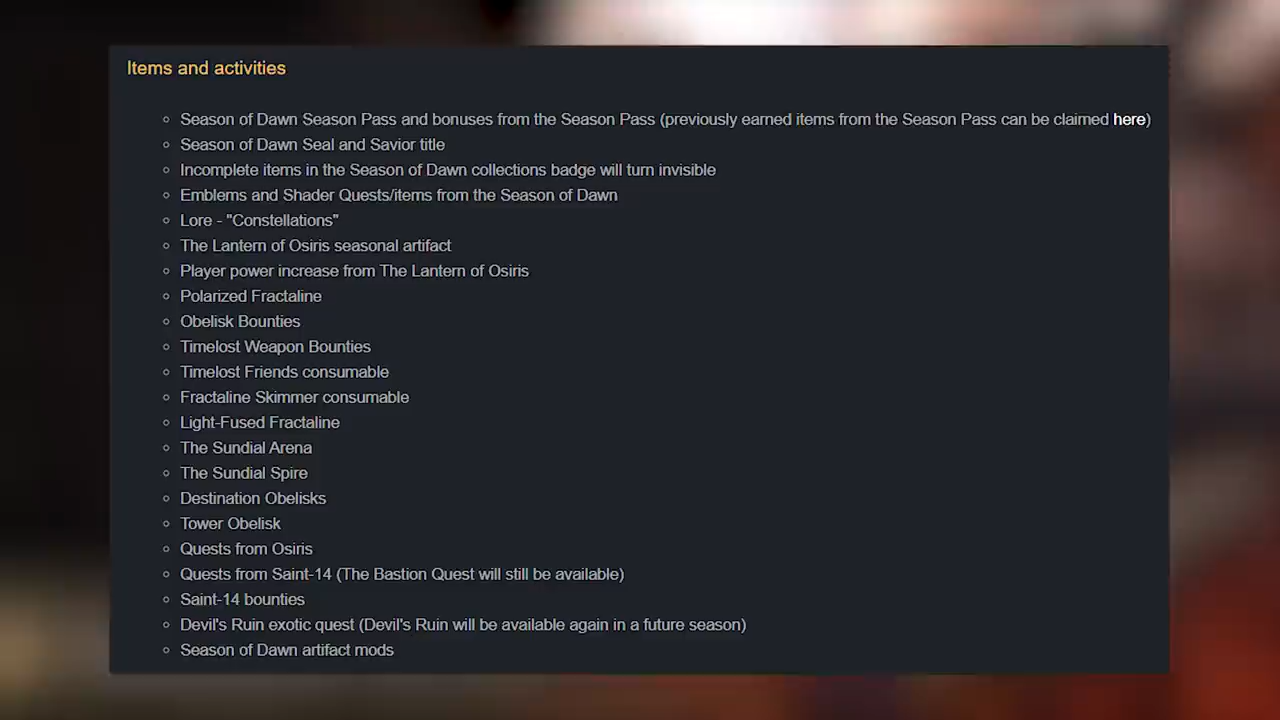 Items and activities
Season of Dawn Season Pass and bonuses from the Season Pass (previously earned items from the Season Pass can be claimed here)
Season of Dawn Seal and Savior title
Incomplete items in the Season of Dawn collections badge will turn invisible
Emblems and Shader Quests/items from the Season of Dawn
Lore - "Constellations"
The Lantern of Osiris seasonal artifact
Player power increase from The Lantern of Osiris
Polarized Fractaline
Obelisk Bounties
Timelost Weapon Bounties
Timelost Friends consumable
Fractaline Skimmer consumable
Light-Fused Fractaline
The Sundial Arena
The Sundial Spire
Destination Obelisks
Tower Obelisk
Quests from Osiris
Quests from Saint-14 (The Bastion Quest will still be available)
Saint-14 bounties
Devil's Ruin exotic quest (Devil's Ruin will be available again in a future season)
Season of Dawn artifact mods